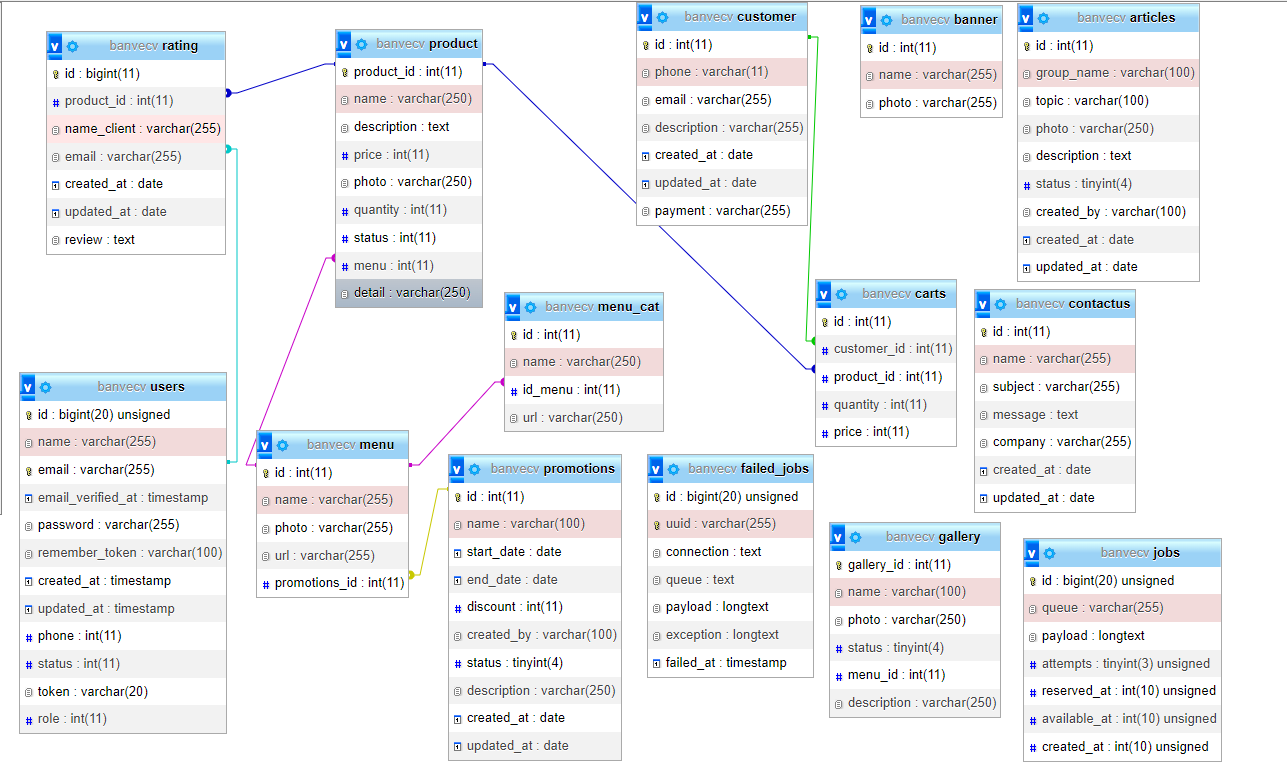 banvecv rating
id : bigint(11)
product_id : int(11)
name_client : varchar(255)
email : varchar(255)
created_at : date
updated_at : date
review : text
banvecv product
product_id : int(11)
name : varchar(250)
description : text
price : int(11)
photo : varchar(250)
quantity : int(11)
status : int(11)
menu : int(11)
detail : varchar(250)
banvecv customer
id : int(11)
phone : varchar(11)
email : varchar(255)
description : varchar(255)
created_at : date
updated_at : date
payment : varchar(255)
banvecv banner
id : int(11)
name : varchar(255)
photo : varchar(255)
banvecv articles
id : int(11)
group_name : varchar(100)
topic : varchar(100)
photo : varchar(250)
description : text
status : tinyint(4)
created_by : varchar(100)
created_at : date
updated_at : date
banvecv carts
id : int(11)
customer_id : int(11)
product_id : int(11)
quantity : int(11)
price : int(11)
banvecv contactus
id : int(11)
name : varchar(255)
subject : varchar(255)
message : text
company : varchar(255)
created_at : date
updated_at : date
banvecv menu_cat
id : int(11)
name : varchar(250)
id_menu : int(11)
url : varchar(250)
banvecv users
id : bigint(20) unsigned
name : varchar(255)
email : varchar(255)
email_verified_at : timestamp
password : varchar(255)
remember_token : varchar(100)
created_at : timestamp
updated_at : timestamp
phone : int(11)
status : int(11)
token : varchar(20)
role : int(11)
banvecv menu
id : int(11)
name : varchar(255)
photo : varchar(255)
url : varchar(255)
promotions_id : int(11)
banvecv promotions
id : int(11)
name : varchar(100)
start_date : date
end_date : date
discount : int(11)
created_by : varchar(100)
status : tinyint(4)
description : varchar(250)
created_at : date
updated_at : date
banvecv failed_jobs
id : bigint(20) unsigned
uuid : varchar(255)
connection : text
queue : text
payload : longtext
exception : longtext
failed_at : timestamp
banvecv gallery
gallery_id : int(11)
name : varchar(100)
photo : varchar(250)
status : tinyint(4)
menu_id : int(11)
description : varchar(250)
banvecv jobs
id : bigint(20) unsigned
queue : varchar(255)
payload : longtext
attempts : tinyint(3) unsigned
reserved_at : int(10) unsigned
available_at : int(10) unsigned
created_at : int(10) unsigned